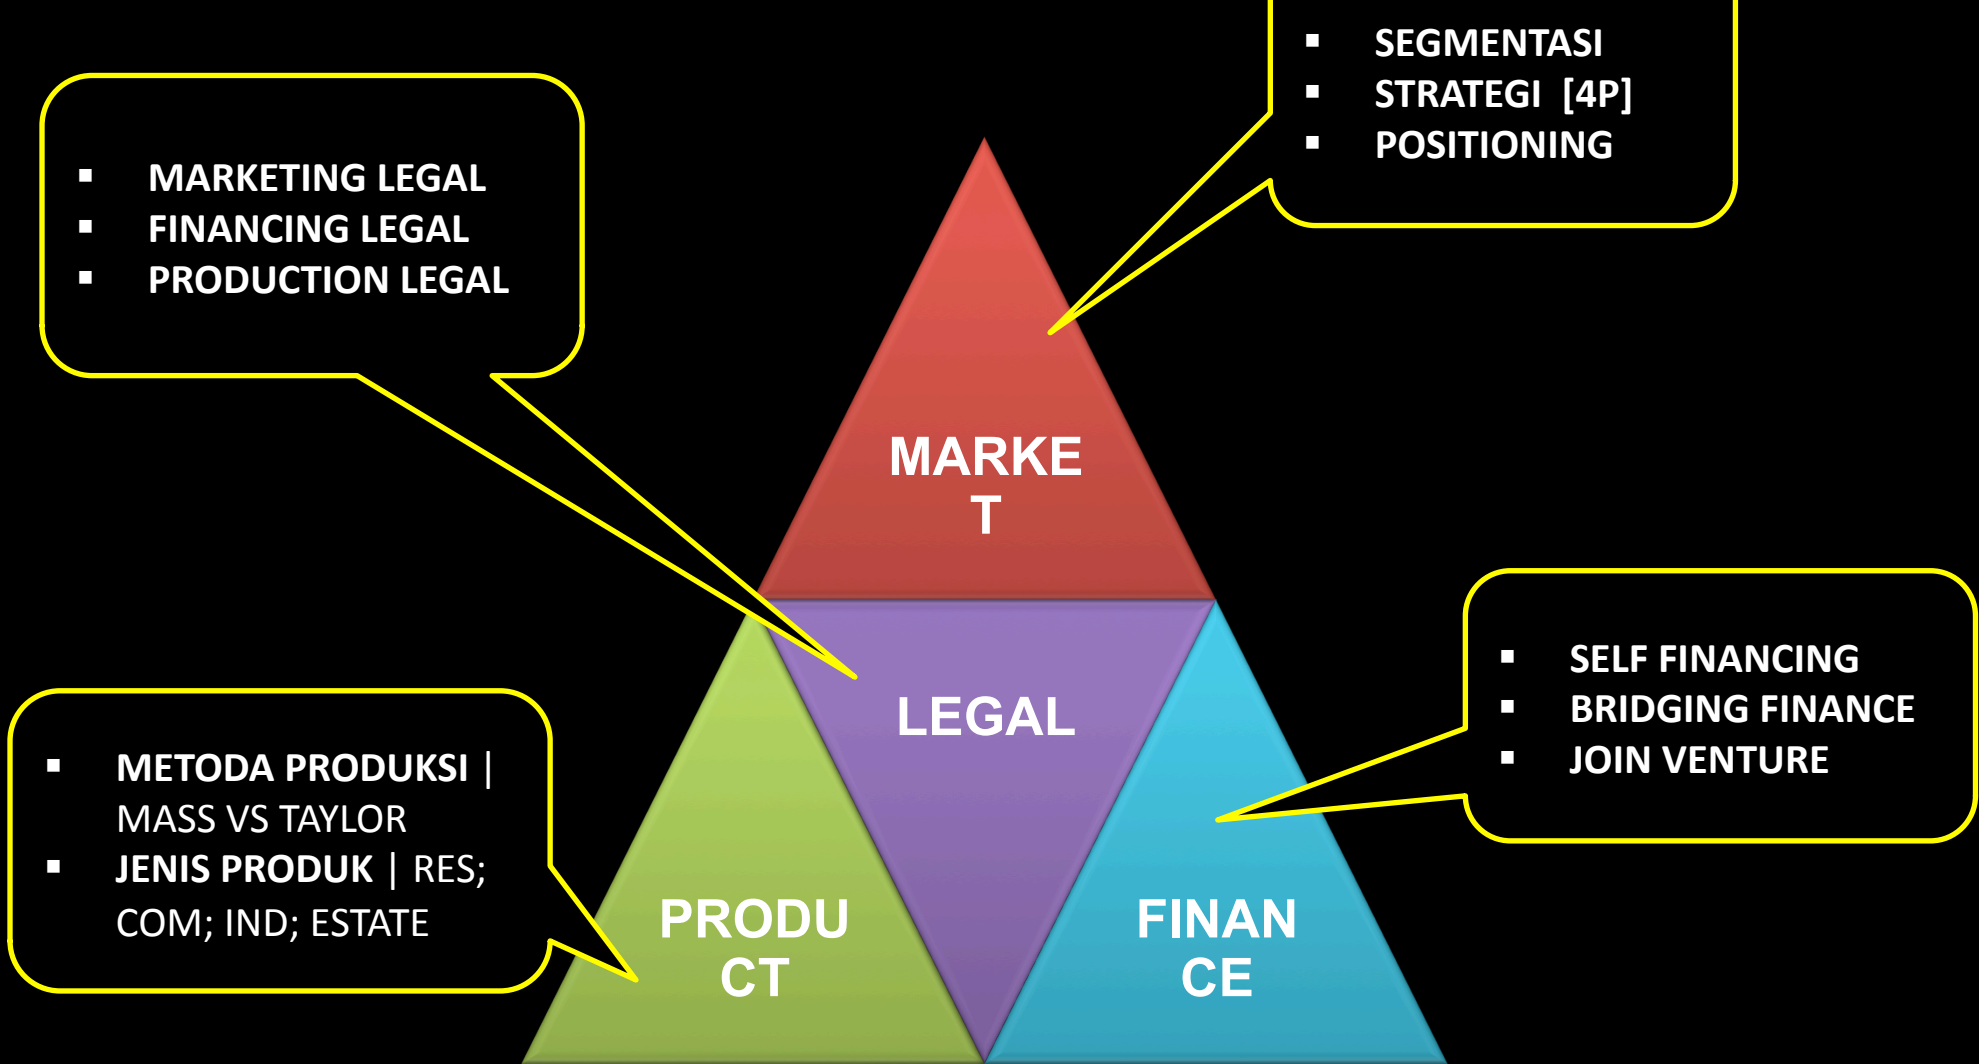 ▪ SEGMENTASI
▪ STRATEGI [4P]
▪ POSITIONING
▪ MARKETING LEGAL
▪ FINANCING LEGAL
▪ PRODUCTION LEGAL
MARKE
T
LEGAL
▪ SELF FINANCING
▪ BRIDGING FINANCE
▪ JOIN VENTURE
▪ METODA PRODUKSI |
MASS VS TAYLOR
▪ JENIS PRODUK | RES;
COM; IND; ESTATE
PRODU
CT
FINAN
CE